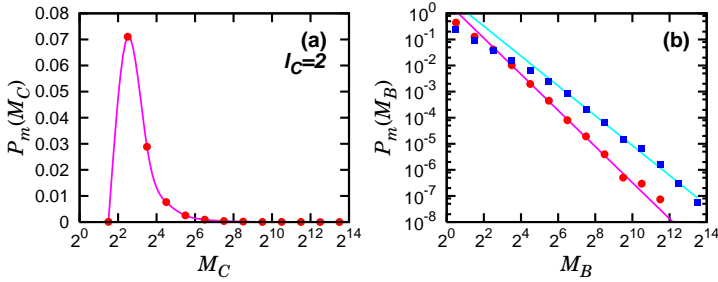 (a)
l_C=2
P_m(M_C)
0.08
0.07
0.06
0.05
0.04
0.03
0.02
0.01
0
2^0 2^2 2^4 2^6 2^8 2^10 2^12 2^14
M_C
(b)
P_m(M_B)
10^0
10^-1
10^-2
10^-3
10^-4
10^-5
10^-6
10^-7
10^-8
2^0 2^2 2^4 2^6 2^8 2^10 2^12 2^14
M_B